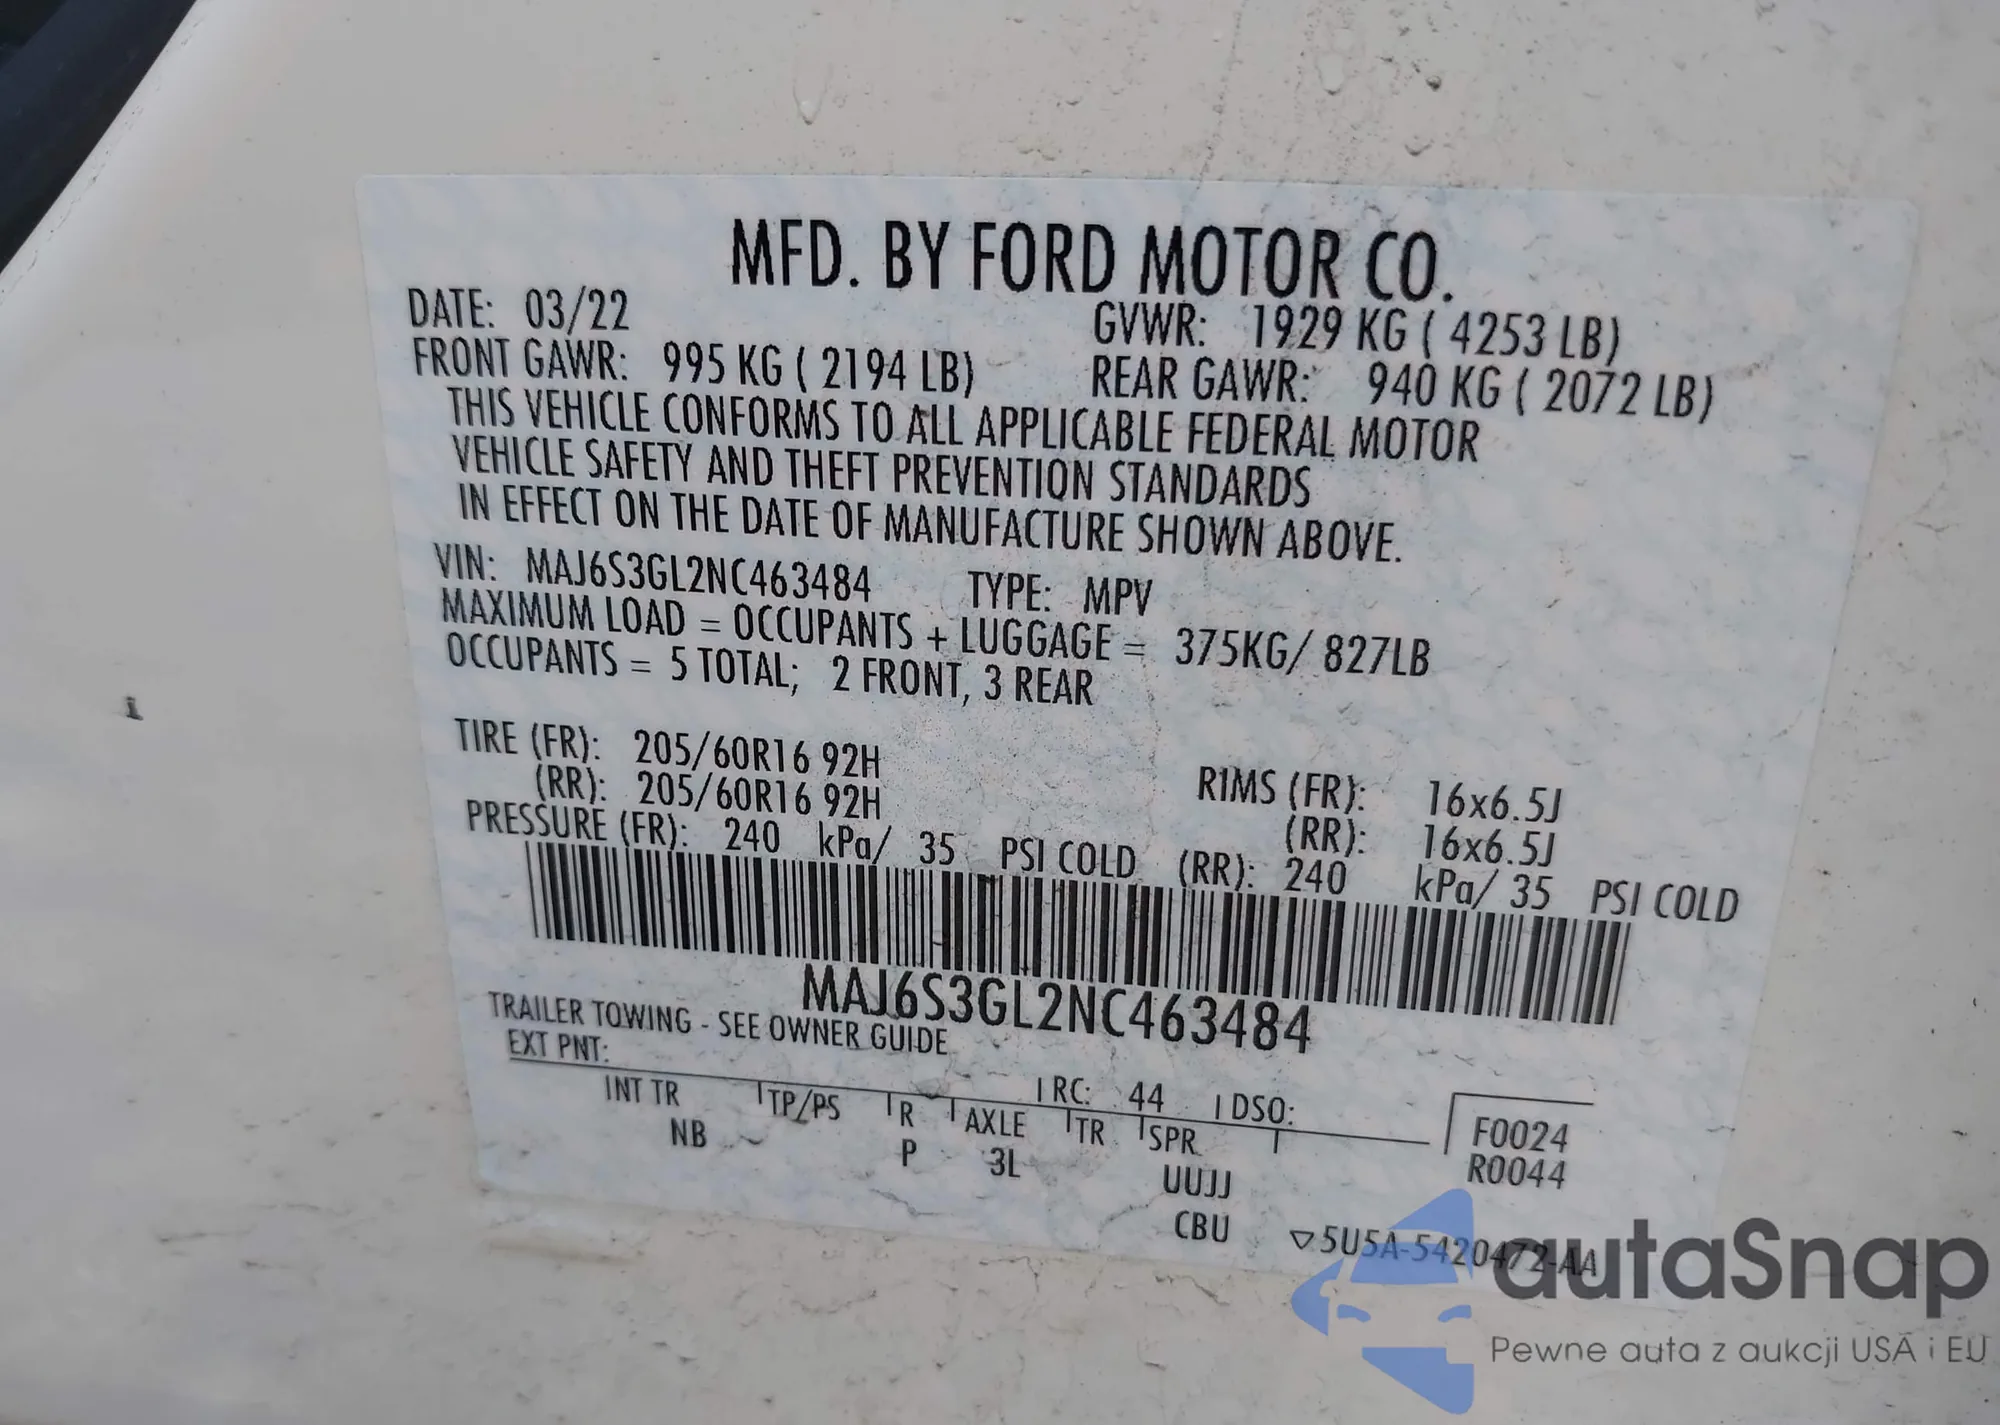 MFD. BY FORD MOTOR CO.
DATE: 03/22 GVWR: 1929 KG ( 4253 LB)
FRONT GAWR: 995 KG ( 2194 LB) REAR GAWR: 940 KG ( 2072 LB)
THIS VEHICLE CONFORMS TO ALL APPLICABLE FEDERAL MOTOR
VEHICLE SAFETY AND THEFT PREVENTION STANDARDS
IN EFFECT ON THE DATE OF MANUFACTURE SHOWN ABOVE.
VIN: MAJ6S3GL2NC463484 TYPE: MPV
MAXIMUM LOAD = OCCUPANTS + LUGGAGE = 375KG/ 827LB
OCCUPANTS = 5 TOTAL; 2 FRONT, 3 REAR
TIRE (FR): 205/60R16 92H RIMS (FR): 16x6.5J
(RR): 205/60R16 92H (RR): 16x6.5J
PRESSURE (FR): 240 kPa/ 35 PSI COLD (RR): 240 kPa/ 35 PSI COLD
MAJ6S3GL2NC463484
TRAILER TOWING - SEE OWNER GUIDE
EXT PNT: RC: 44 DSO:
INT TR TP/PS R AXLE TR SPR F0024
NB P 3L UUJJ R0044
CBU ▽5U5A-5420472-AA
autaSnap
Pewne auta z aukcji USA i EU